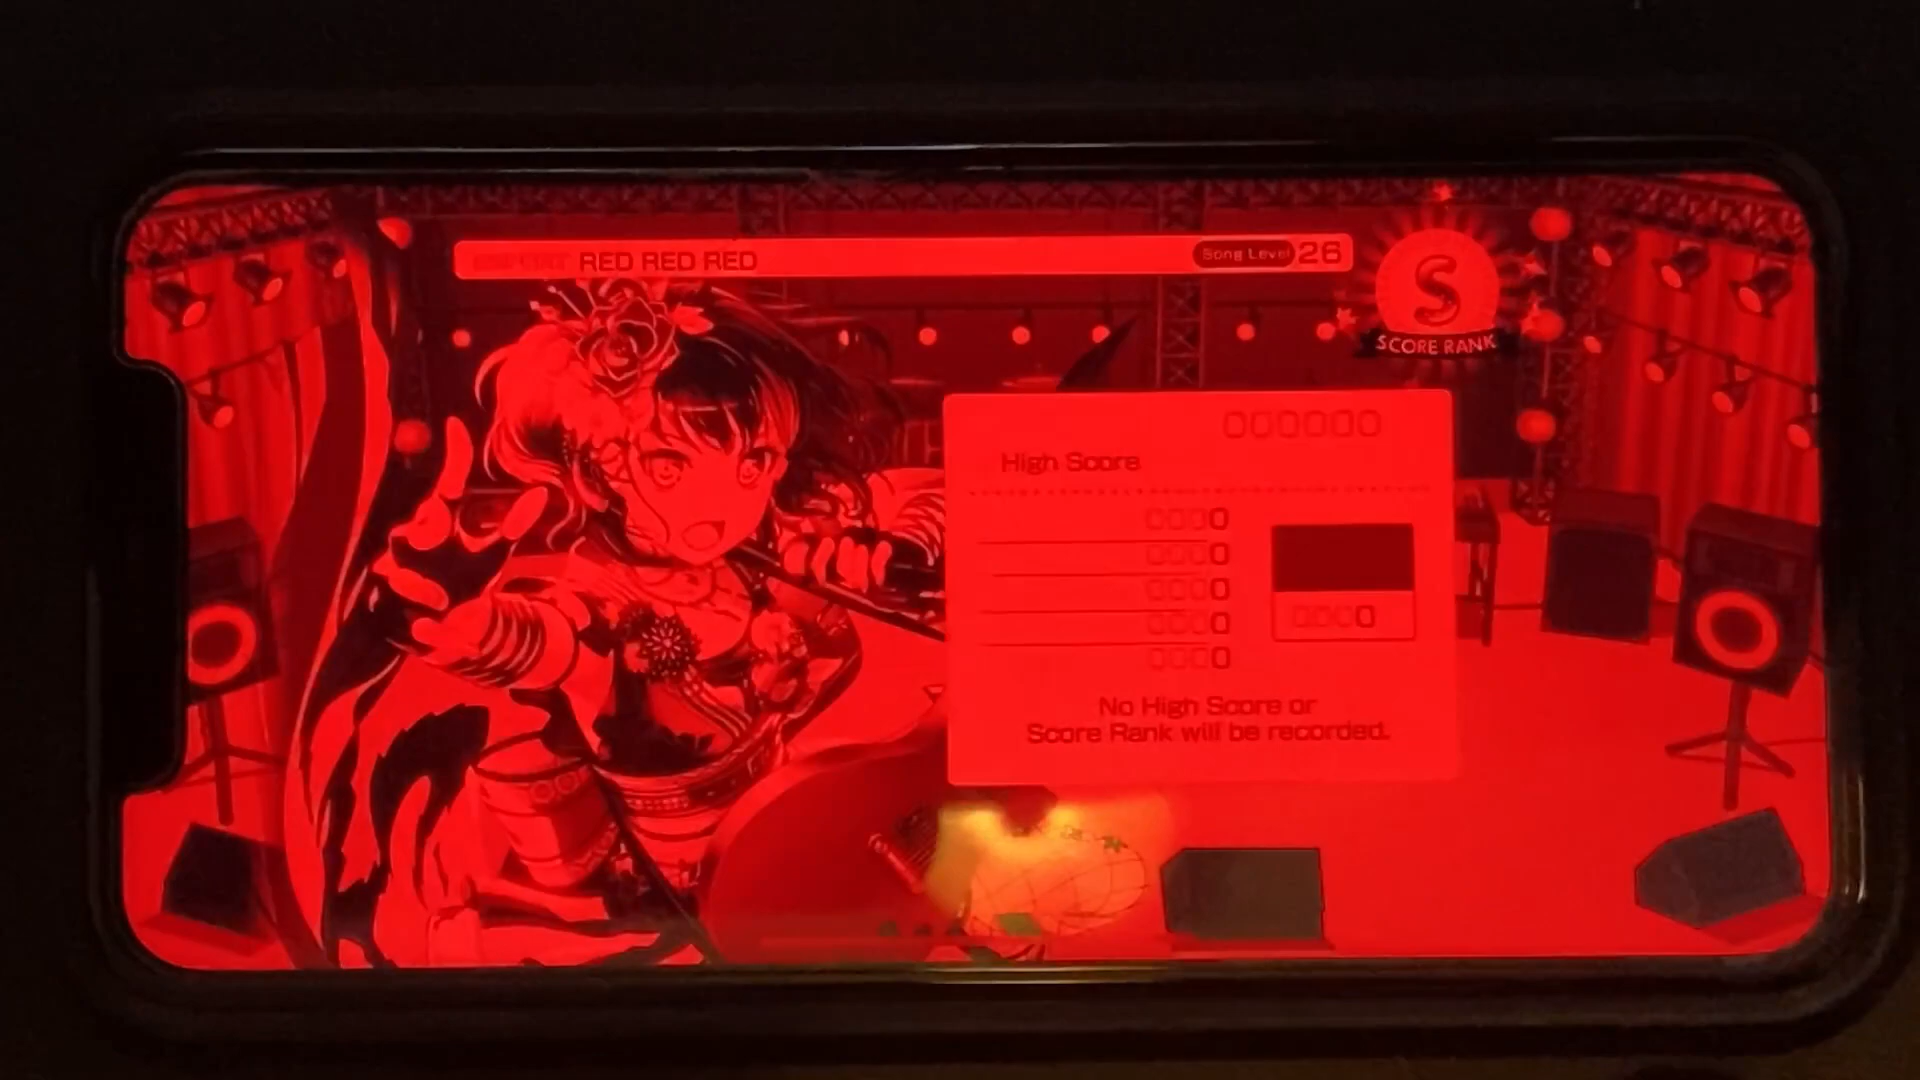 RED RED RED
Song Level 26
S
SCORE RANK
000000
High Score
0000
0000
0000
0000
0000
0000
No High Score or
Score Rank will be recorded.